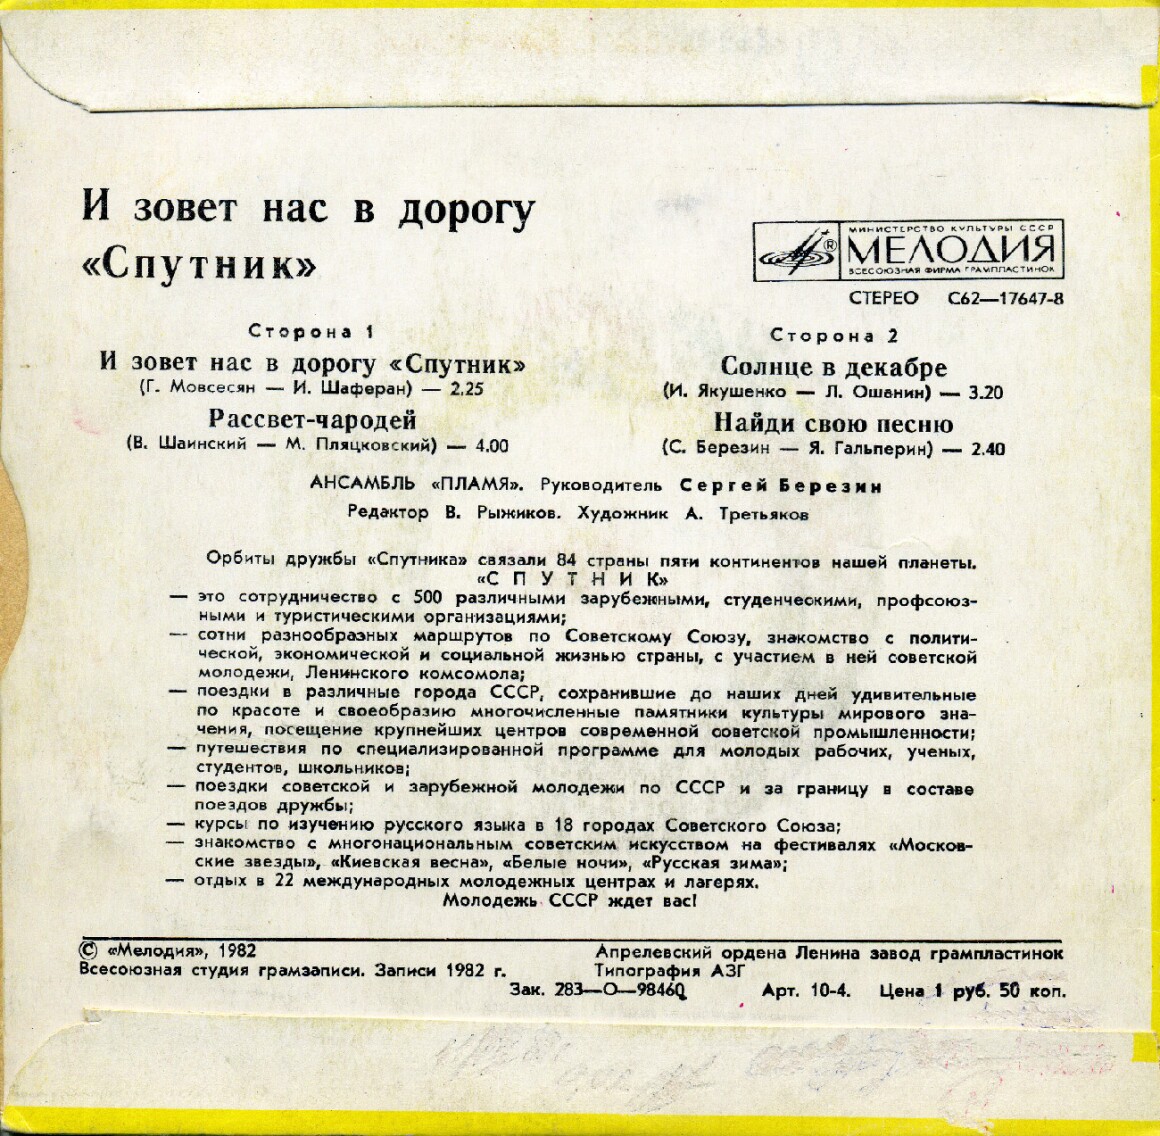 И зовет нас в дорогу
«Спутник»
МИНИСТЕРСТВО КУЛЬТУРЫ СССР
МЕЛОДИЯ
ВСЕСОЮЗНАЯ ФИРМА ГРАМПЛАСТИНОК
®
СТЕРЕО С62—17647-8
Сторона 1
И зовет нас в дорогу «Спутник»
(Г. Мовсесян — И. Шаферан) — 2.25
Рассвет-чародей
(В. Шаинский — М. Пляцковский) — 4.00
Сторона 2
Солнце в декабре
(И. Якушенко — Л. Ошанин) — 3.20
Найди свою песню
(С. Березин — Я. Гальперин) — 2.40
АНСАМБЛЬ «ПЛАМЯ». Руководитель Сергей Березин
Редактор В. Рыжиков. Художник А. Третьяков
Орбиты дружбы «Спутника» связали 84 страны пяти континентов нашей планеты.
«С П У Т Н И К»
— это сотрудничество с 500 различными зарубежными, студенческими, профсоюз-
ными и туристическими организациями;
— сотни разнообразных маршрутов по Советскому Союзу, знакомство с полити-
ческой, экономической и социальной жизнью страны, с участием в ней советской
молодежи, Ленинского комсомола;
— поездки в различные города СССР, сохранившие до наших дней удивительные
по красоте и своеобразию многочисленные памятники культуры мирового зна-
чения, посещение крупнейших центров современной советской промышленности;
— путешествия по специализированной программе для молодых рабочих, ученых,
студентов, школьников;
— поездки советской и зарубежной молодежи по СССР и за границу в составе
поездов дружбы;
— курсы по изучению русского языка в 18 городах Советского Союза;
— знакомство с многонациональным советским искусством на фестивалях «Москов-
ские звезды», «Киевская весна», «Белые ночи», «Русская зима»;
— отдых в 22 международных молодежных центрах и лагерях.
Молодежь СССР ждет вас!
© «Мелодия», 1982
Всесоюзная студия грамзаписи. Записи 1982 г.
Апрелевский ордена Ленина завод грампластинок
Типография АЗГ
Зак. 283—О—98460 Арт. 10-4. Цена 1 руб. 50 коп.